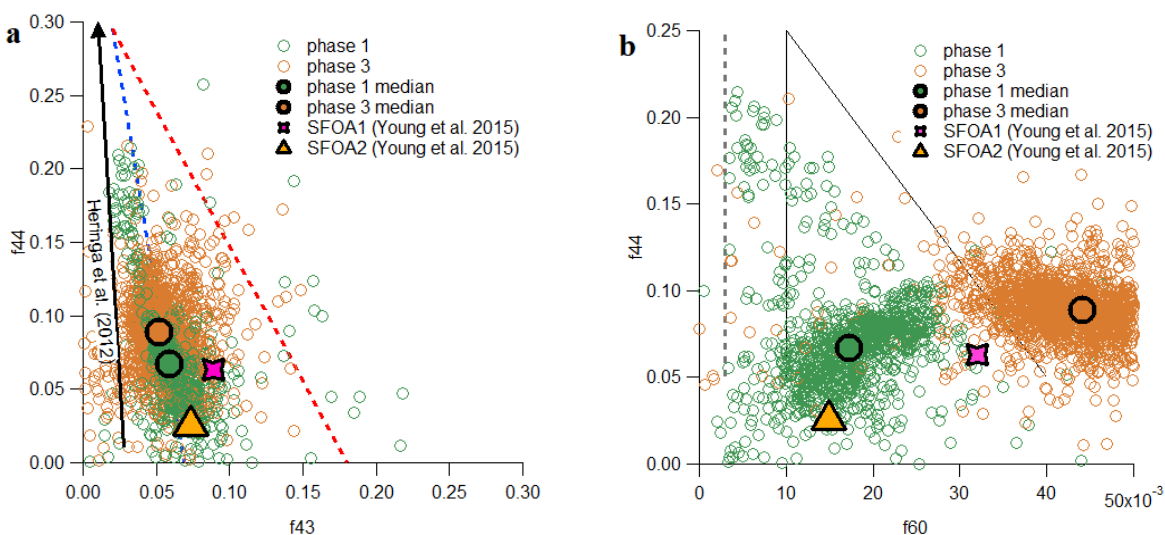 a
0.30
0.25
0.20
0.15
0.10
0.05
0.00
f44
0.00 0.05 0.10 0.15 0.20 0.25 0.30
f43
phase 1
phase 3
phase 1 median
phase 3 median
SFOA1 (Young et al. 2015)
SFOA2 (Young et al. 2015)
Heringa et al. (2012)
b
0.25
0.20
0.15
0.10
0.05
0.00
f44
0 10 20 30 40 50x10⁻³
f60
phase 1
phase 3
phase 1 median
phase 3 median
SFOA1 (Young et al. 2015)
SFOA2 (Young et al. 2015)